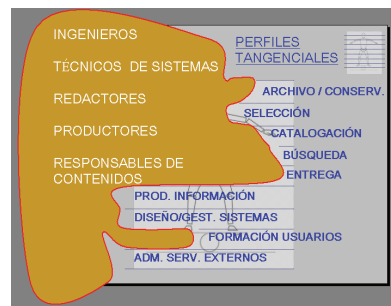 INGENIEROS
TÉCNICOS DE SISTEMAS
REDACTORES
PRODUCTORES
RESPONSABLES DE
CONTENIDOS
PERFILES
TANGENCIALES
ARCHIVO / CONSERV.
SELECCIÓN
CATALOGACIÓN
BÚSQUEDA
ENTREGA
PROD. INFORMACIÓN
DISEÑO/GEST. SISTEMAS
FORMACIÓN USUARIOS
ADM. SERV. EXTERNOS